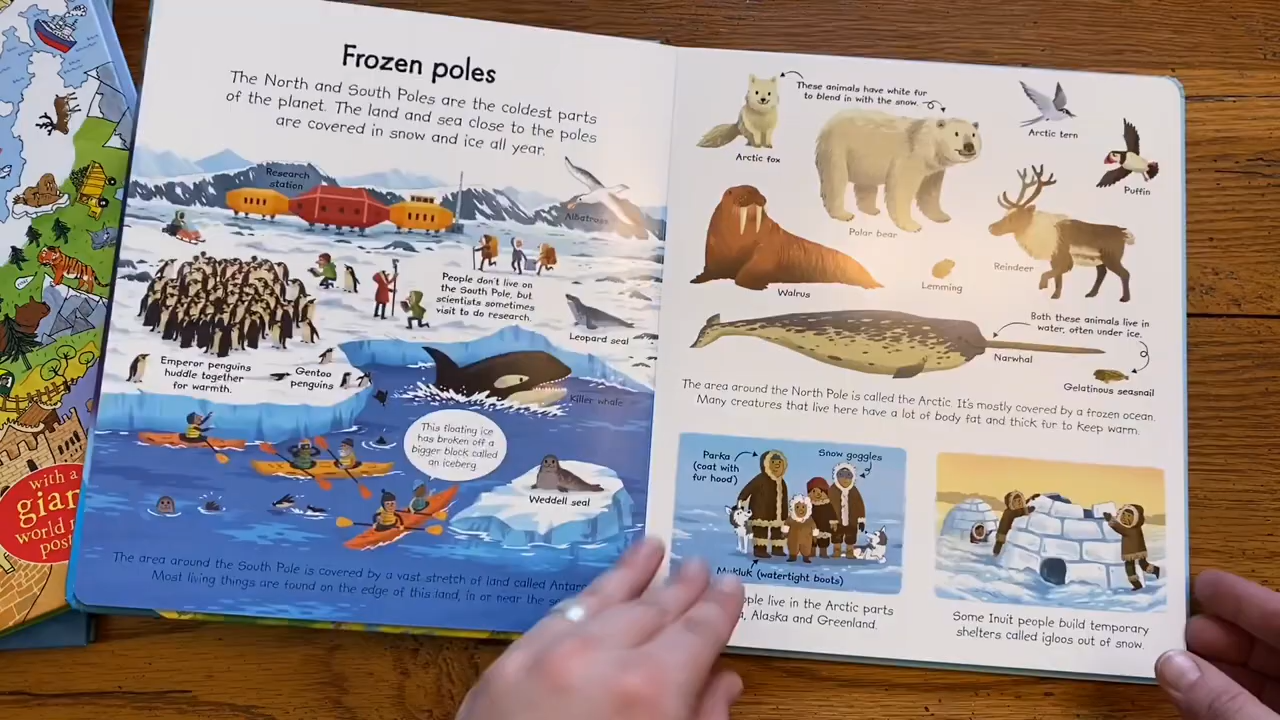 Frozen poles
The North and South Poles are the coldest parts
of the planet. The land and sea close to the poles
are covered in snow and ice all year.
Research
station
Albatross
People don't live on
the South Pole, but
scientists sometimes
visit to do research.
Leopard seal
Emperor penguins
huddle together
for warmth.
Gentoo
penguins
Killer whale
This floating ice
has broken off a
bigger block called
an iceberg
Weddell seal
The area around the South Pole is covered by a vast stretch of land called
Most living things are found on the edge of this land, in or near the
These animals have white fur
to blend in with the snow.
Arctic fox
Polar bear
Arctic tern
Puffin
Walrus
Lemming
Reindeer
Both these animals live in
water, often under ice.
Narwhal
Gelatinous seasnail
The area around the North Pole is called the Arctic. It's mostly covered by a frozen ocean.
Many creatures that live here have a lot of body fat and thick fur to keep warm.
Parka
(coat with
fur hood)
Snow goggles
Mukluk (watertight boots)
live in the Arctic parts
Alaska and Greenland.
Some Inuit people build temporary
shelters called igloos out of snow.
with a
world